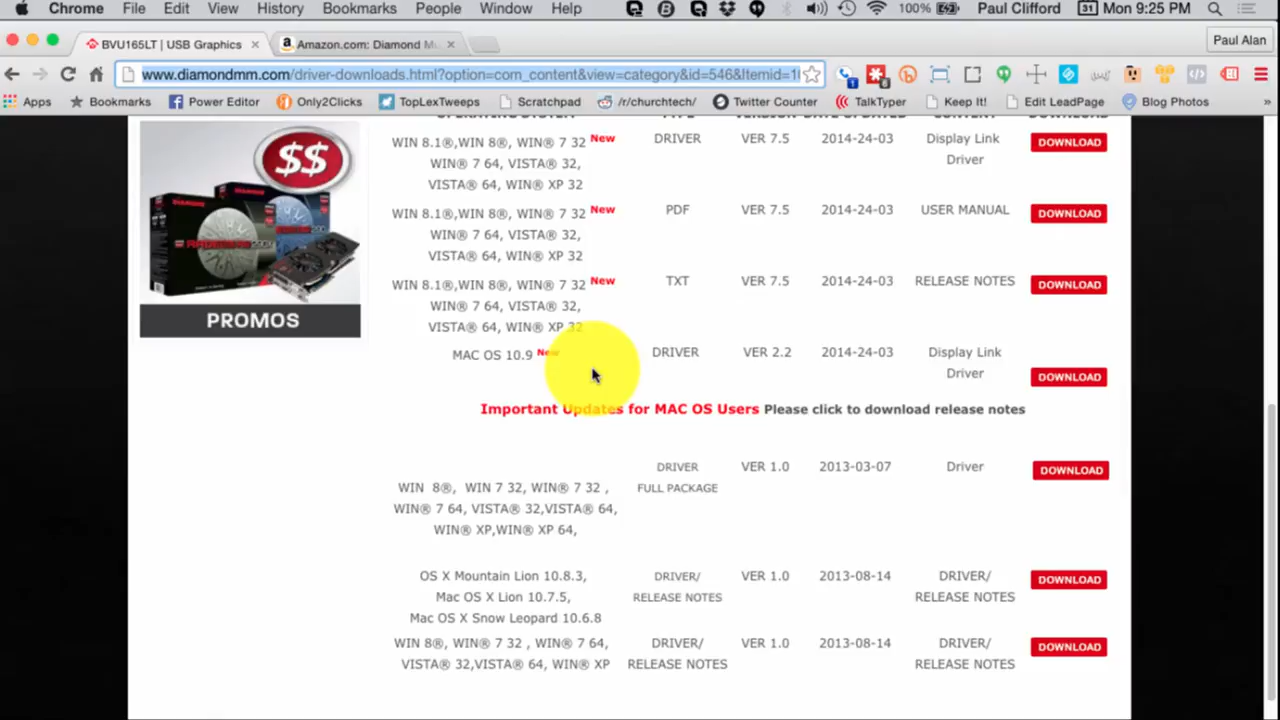 Chrome File Edit View History Bookmarks People Window Help 100% Paul Clifford 31 Mon 9:25 PM
BVU165LT | USB Graphics Amazon.com: Diamond Mu Paul Alan
www.diamondmm.com/driver-downloads.html?option=com_content&view=category&id=546&Itemid=1
Apps Bookmarks Power Editor Only2Clicks TopLexTweeps Scratchpad /r/churchtech/ Twitter Counter TalkTyper Keep It! Edit LeadPage Blog Photos »
OPERATING SYSTEM TYPE VERSION DATE UPDATED CONTENT DOWNLOAD
WIN 8.1®,WIN 8®, WIN® 7 32 New DRIVER VER 7.5 2014-24-03 Display Link DOWNLOAD
WIN® 7 64, VISTA® 32, Driver
VISTA® 64, WIN® XP 32
WIN 8.1®,WIN 8®, WIN® 7 32 New PDF VER 7.5 2014-24-03 USER MANUAL DOWNLOAD
WIN® 7 64, VISTA® 32,
VISTA® 64, WIN® XP 32
WIN 8.1®,WIN 8®, WIN® 7 32 New TXT VER 7.5 2014-24-03 RELEASE NOTES DOWNLOAD
WIN® 7 64, VISTA® 32,
VISTA® 64, WIN® XP 32
$$
DIAMOND
PROMOS
MAC OS 10.9 New DRIVER VER 2.2 2014-24-03 Display Link
Driver DOWNLOAD
Important Updates for MAC OS Users Please click to download release notes
DRIVER VER 1.0 2013-03-07 Driver DOWNLOAD
FULL PACKAGE
WIN 8®, WIN 7 32, WIN® 7 32 ,
WIN® 7 64, VISTA® 32,VISTA® 64,
WIN® XP,WIN® XP 64,
OS X Mountain Lion 10.8.3, DRIVER/ VER 1.0 2013-08-14 DRIVER/ DOWNLOAD
Mac OS X Lion 10.7.5, RELEASE NOTES RELEASE NOTES
Mac OS X Snow Leopard 10.6.8
WIN 8®, WIN® 7 32 , WIN® 7 64, DRIVER/ VER 1.0 2013-08-14 DRIVER/ DOWNLOAD
VISTA® 32,VISTA® 64, WIN® XP RELEASE NOTES RELEASE NOTES